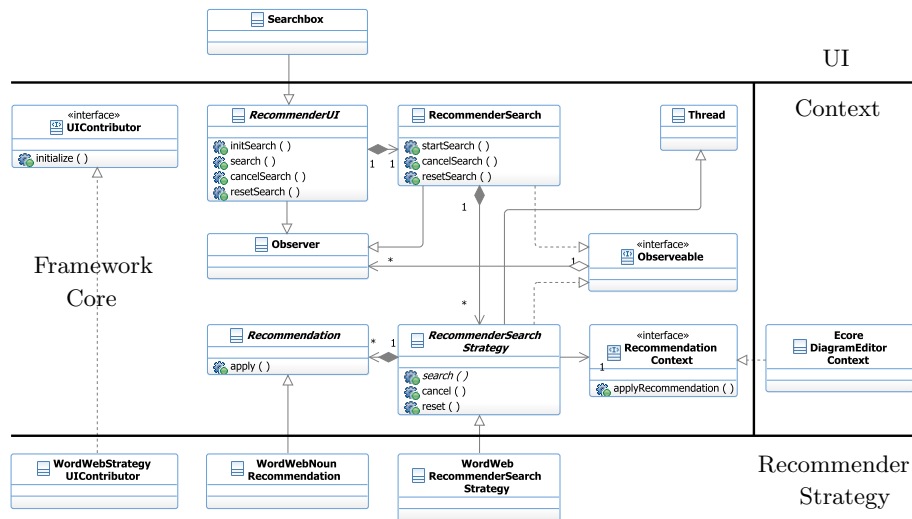 Searchbox
UI
«interface»
UIContributor
initialize ( )
RecommenderUI
initSearch ( )
search ( )
cancelSearch ( )
resetSearch ( )
1
1
RecommenderSearch
startSearch ( )
cancelSearch ( )
resetSearch ( )
Thread
Context
1
Observer
*
1
«interface»
Observeable
Framework
Core
*
Recommendation
apply ( )
*
1
RecommenderSearch
Strategy
search ( )
cancel ( )
reset ( )
«interface»
Recommendation
Context
1
applyRecommendation ( )
Ecore
DiagramEditor
Context
WordWebStrategy
UIContributor
WordWebNoun
Recommendation
WordWeb
RecommenderSearch
Strategy
Recommender
Strategy